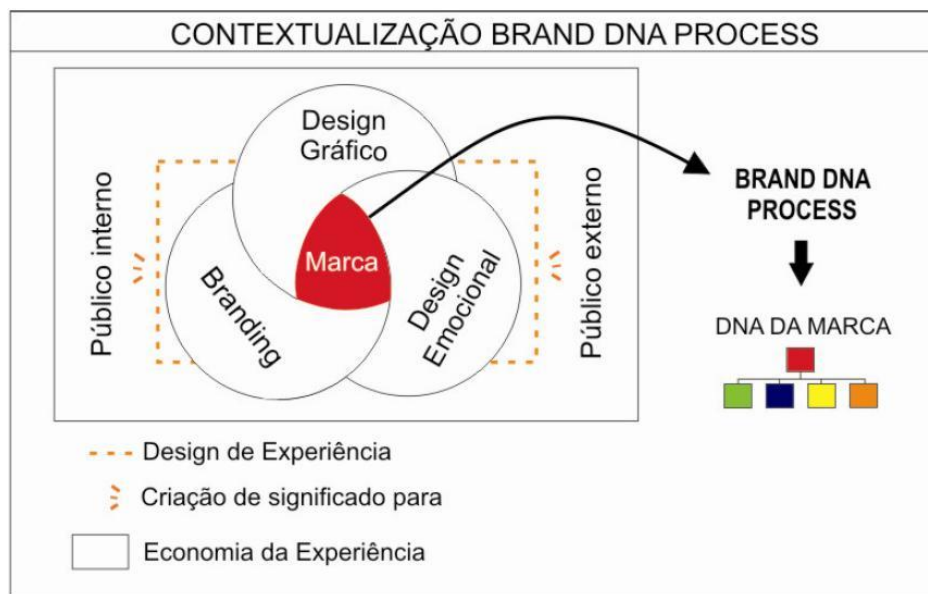 CONTEXTUALIZAÇÃO BRAND DNA PROCESS
Público interno
Design
Gráfico
Marca
Branding
Design
Emocional
Público externo
BRAND DNA
PROCESS
DNA DA MARCA
Design de Experiência
Criação de significado para
Economia da Experiência